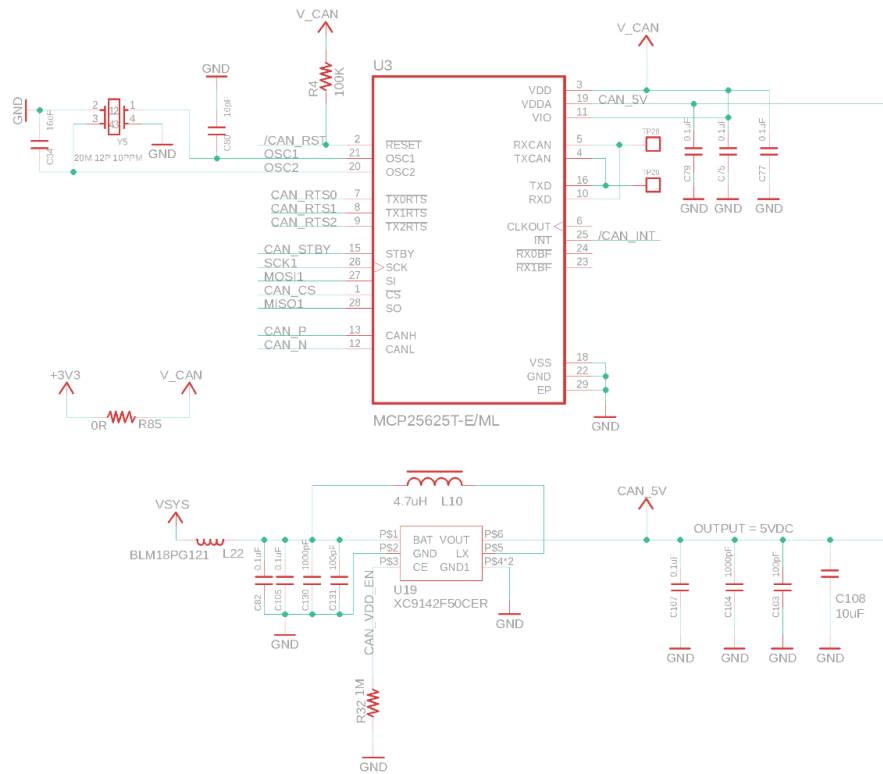 V_CAN
V_CAN
U3
GND
R4
100K
GND
16pF
C34
2
3
1
4
12
43
Y5
20M 12P 10PPM
GND
16pF
C80
/CAN_RST
OSC1
OSC2
2
21
20
RESET
OSC1
OSC2
CAN_RTS0
CAN_RTS1
CAN_RTS2
7
8
9
TX0RTS
TX1RTS
TX2RTS
CAN_STBY
SCK1
MOSI1
CAN_CS
MISO1
15
26
27
1
28
STBY
SCK
SI
CS
SO
CAN_P
CAN_N
13
12
CANH
CANL
VDD
VDDA
VIO
3
19
11
CAN_5V
RXCAN
TXCAN
5
4
TXD
RXD
16
10
TP28
TP29
0.1uF
C79
0.1uF
C75
0.1uF
C77
GND
GND
GND
CLKOUT
INT
RX0BF
RX1BF
6
25
24
23
/CAN_INT
VSS
GND
EP
18
22
29
GND
MCP25625T-E/ML
+3V3
V_CAN
0R
R85
4.7uH
L10
VSYS
BLM18PG121
L22
0.1uF
C82
0.1uF
C105
1000pF
C130
100pF
C131
GND
P$1
P$2
P$3
BAT
GND
CE
VOUT
LX
GND1
P$6
P$5
P$4*2
U19
XC9142F50CER
GND
CAN_VDD_EN
R32
1M
GND
CAN_5V
OUTPUT = 5VDC
0.1uF
C107
1000pF
C104
100pF
C103
C108
10uF
GND
GND
GND
GND